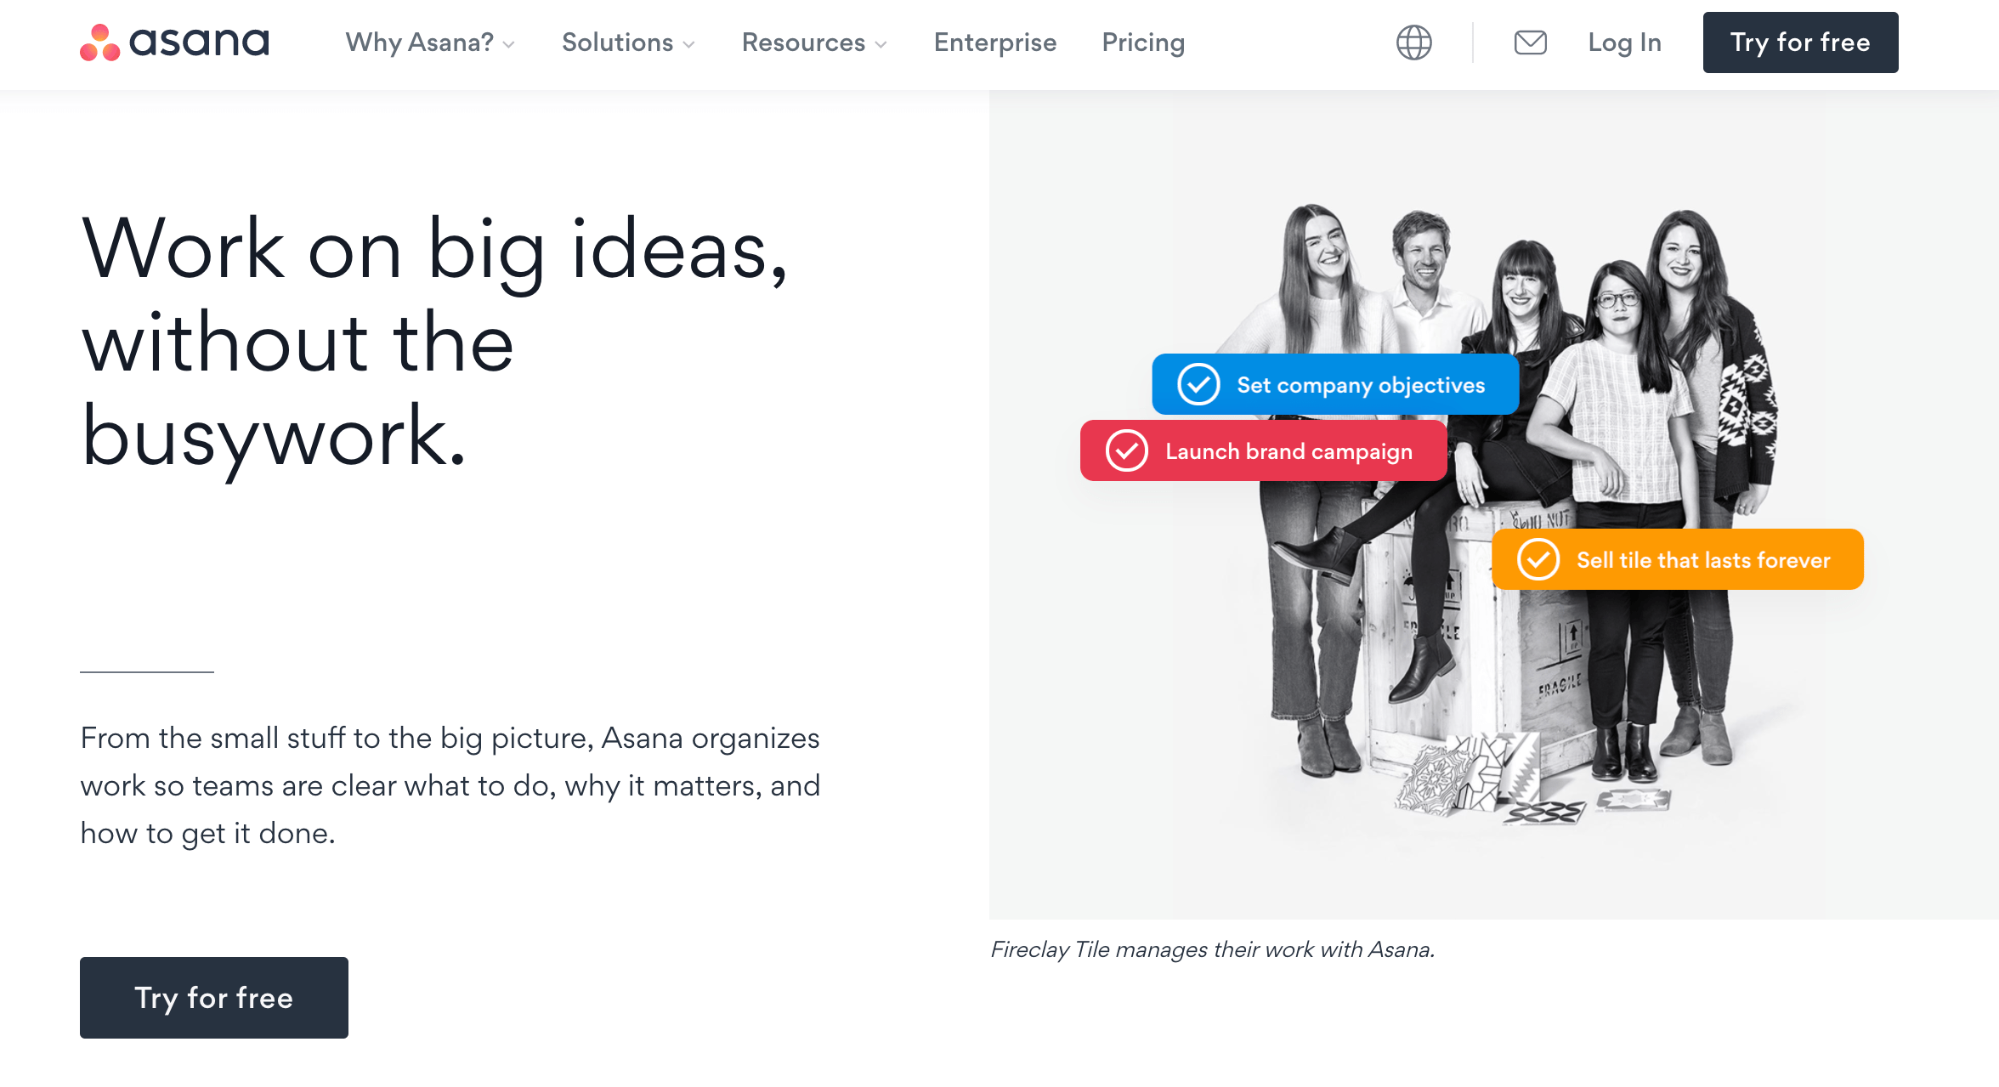 asana Why Asana? Solutions Resources Enterprise Pricing Log In Try for free
Work on big ideas,
without the
busywork.
From the small stuff to the big picture, Asana organizes
work so teams are clear what to do, why it matters, and
how to get it done.
Try for free
Set company objectives
Launch brand campaign
Sell tile that lasts forever
FRAGILE
Fireclay Tile manages their work with Asana.